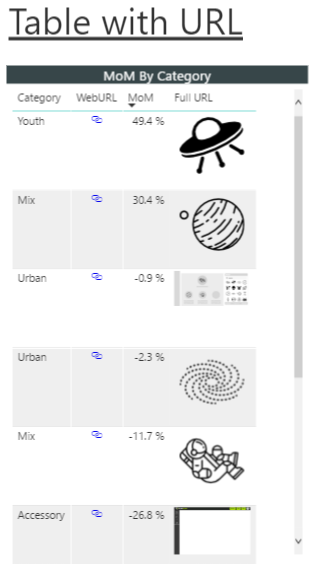 Table with URL
MoM By Category
Category WebURL MoM Full URL
Youth 49.4 %
Mix 30.4 %
Urban -0.9 %
Urban -2.3 %
Mix -11.7 %
Accessory -26.8 %